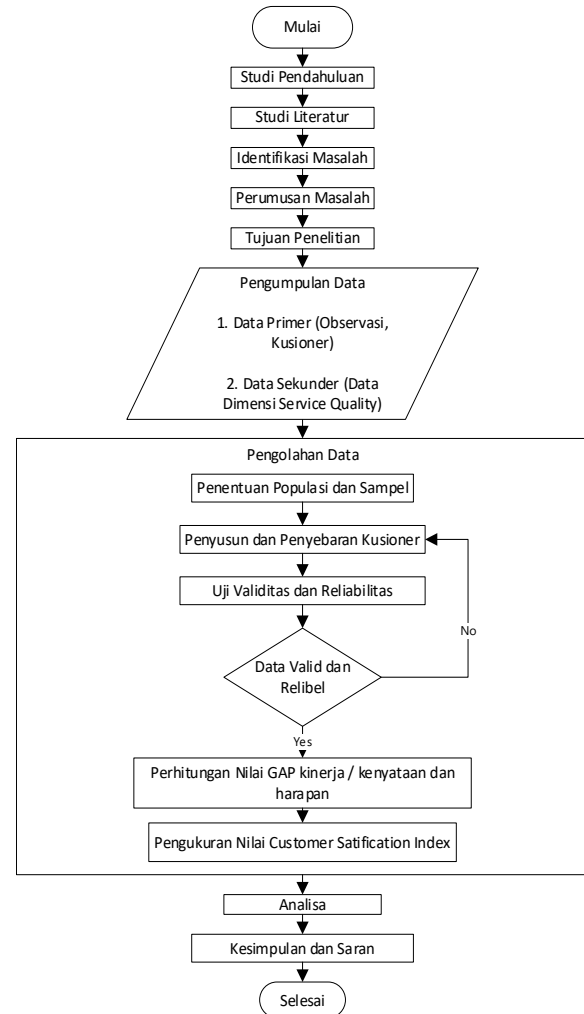 Mulai
Studi Pendahuluan
Studi Literatur
Identifikasi Masalah
Perumusan Masalah
Tujuan Penelitian
Pengumpulan Data
1. Data Primer (Observasi,
Kusioner)
2. Data Sekunder (Data
Dimensi Service Quality)
Pengolahan Data
Penentuan Populasi dan Sampel
Penyusun dan Penyebaran Kusioner
Uji Validitas dan Reliabilitas
No
Data Valid dan
Relibel
Yes
Perhitungan Nilai GAP kinerja / kenyataan dan
harapan
Pengukuran Nilai Customer Satification Index
Analisa
Kesimpulan dan Saran
Selesai